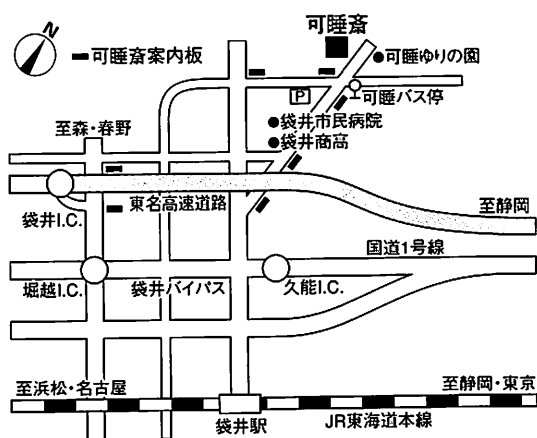 N
可睡斎
可睡斎案内板
可睡ゆりの園
P
可睡バス停
袋井市民病院
袋井商高
至森・春野
東名高速道路
袋井I.C.
至静岡
国道1号線
堀越I.C.
袋井バイパス
久能I.C.
至浜松・名古屋
至静岡・東京
袋井駅
JR東海道本線